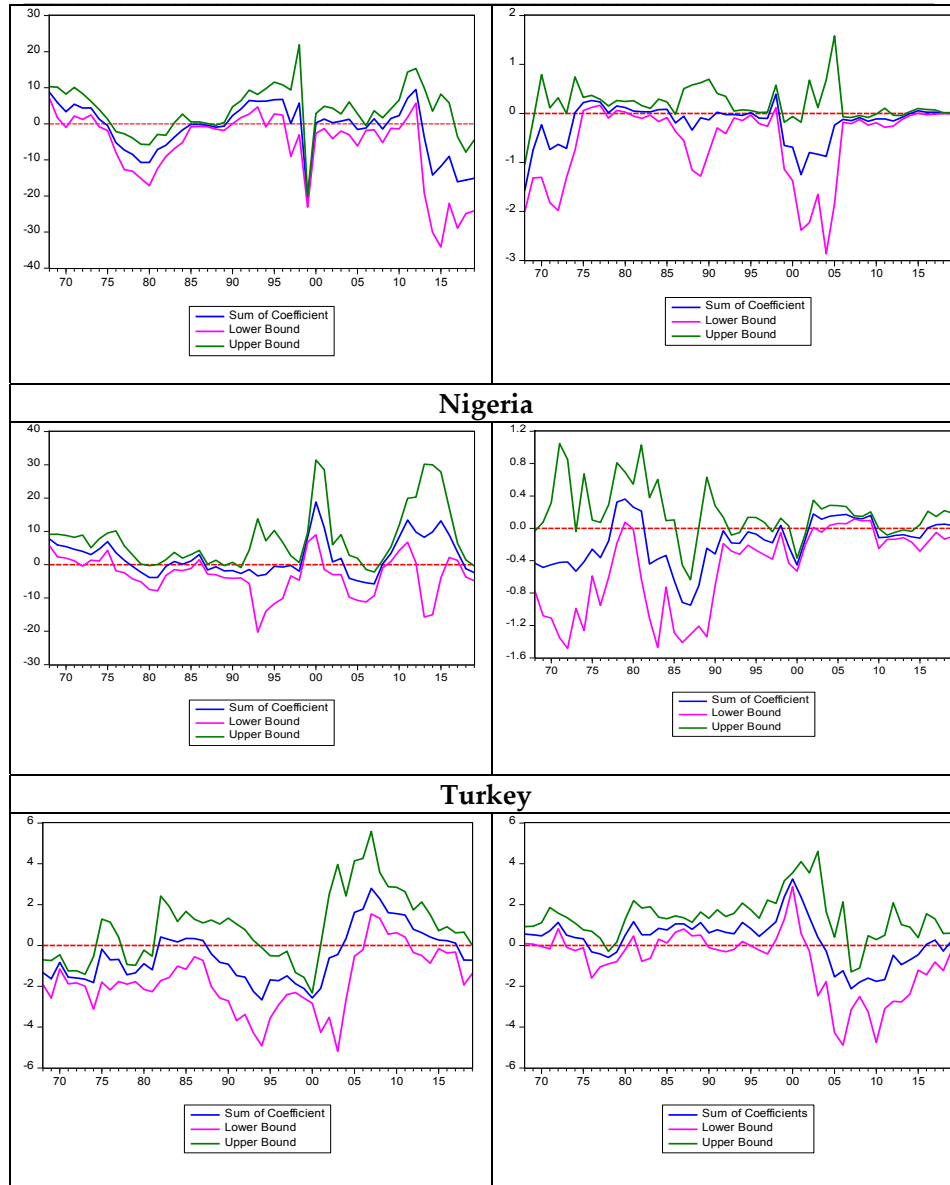 30
20
10
0
-10
-20
-30
-40
70 75 80 85 90 95 00 05 10 15
Sum of Coefficient
Lower Bound
Upper Bound
2
1
0
-1
-2
-3
70 75 80 85 90 95 00 05 10 15
Sum of Coefficient
Lower Bound
Upper Bound
Nigeria
40
30
20
10
0
-10
-20
-30
70 75 80 85 90 95 00 05 10 15
Sum of Coefficient
Lower Bound
Upper Bound
1.2
0.8
0.4
0.0
-0.4
-0.8
-1.2
-1.6
70 75 80 85 90 95 00 05 10 15
Sum of Coefficient
Lower Bound
Upper Bound
Turkey
6
4
2
0
-2
-4
-6
70 75 80 85 90 95 00 05 10 15
Sum of Coefficient
Lower Bound
Upper Bound
6
4
2
0
-2
-4
-6
70 75 80 85 90 95 00 05 10 15
Sum of Coefficients
Lower Bound
Upper Bound